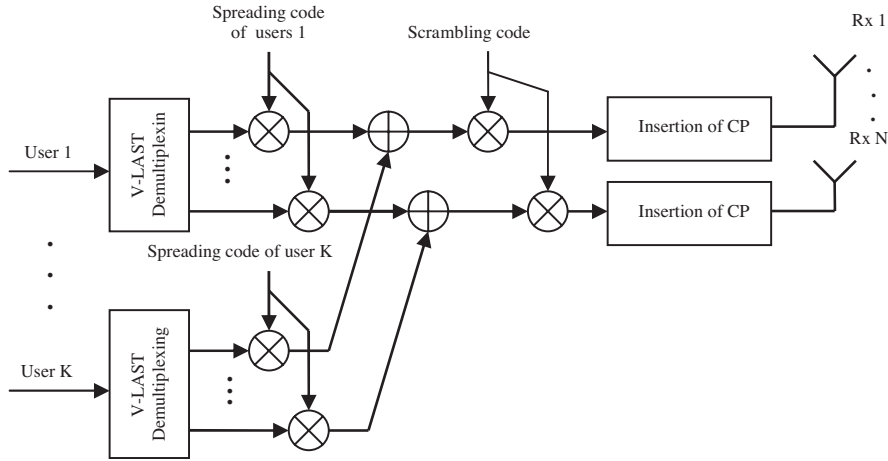 Spreading code
of users 1
Scrambling code
Rx 1
User 1
V-LAST
Demultiplexin
Insertion of CP
Rx N
Insertion of CP
Spreading code of user K
User K
V-LAST
Demultiplexing